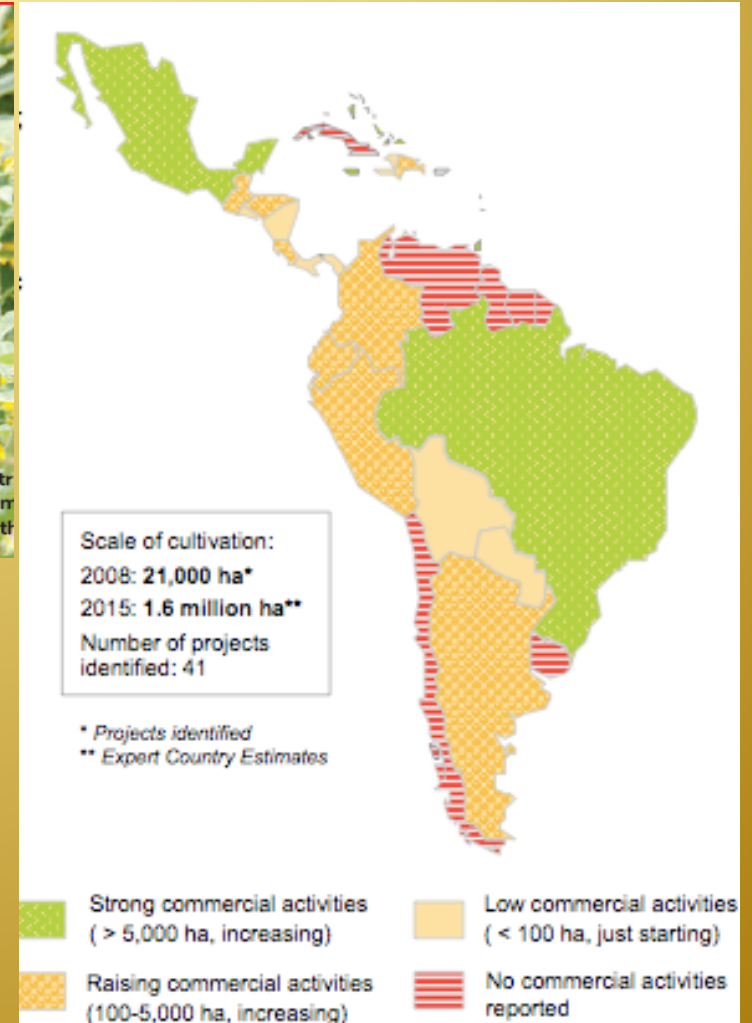 ;
:
tr
m
th
Scale of cultivation:
2008: 21,000 ha*
2015: 1.6 million ha**
Number of projects
identified: 41
* Projects identified
** Expert Country Estimates
Strong commercial activities
( > 5,000 ha, increasing)
Low commercial activities
( < 100 ha, just starting)
Raising commercial activities
(100-5,000 ha, increasing)
No commercial activities
reported